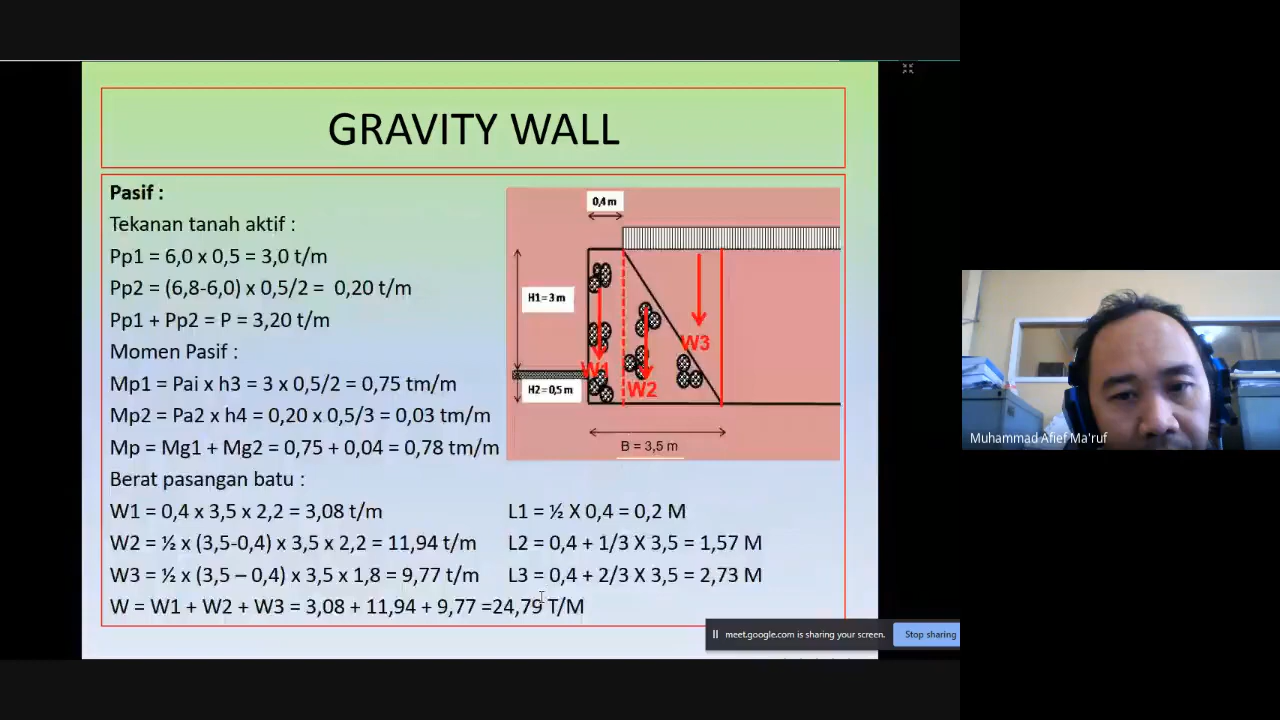 GRAVITY WALL
Pasif :
Tekanan tanah aktif :
Pp1 = 6,0 x 0,5 = 3,0 t/m
Pp2 = (6,8-6,0) x 0,5/2 =  0,20 t/m
Pp1 + Pp2 = P = 3,20 t/m
Momen Pasif :
Mp1 = Pai x h3 = 3 x 0,5/2 = 0,75 tm/m
Mp2 = Pa2 x h4 = 0,20 x 0,5/3 = 0,03 tm/m
Mp = Mg1 + Mg2 = 0,75 + 0,04 = 0,78 tm/m
Berat pasangan batu :
W1 = 0,4 x 3,5 x 2,2 = 3,08 t/m
W2 = ½ x (3,5-0,4) x 3,5 x 2,2 = 11,94 t/m
W3 = ½ x (3,5 – 0,4) x 3,5 x 1,8 = 9,77 t/m
W = W1 + W2 + W3 = 3,08 + 11,94 + 9,77 =24,79 T/M
L1 = ½ X 0,4 = 0,2 M
L2 = 0,4 + 1/3 X 3,5 = 1,57 M
L3 = 0,4 + 2/3 X 3,5 = 2,73 M
0,4 m
H1 = 3 m
H2 = 0,5 m
W1
W2
W3
B = 3,5 m
meet.google.com is sharing your screen.
Stop sharing
Muhammad Afief Ma'ruf